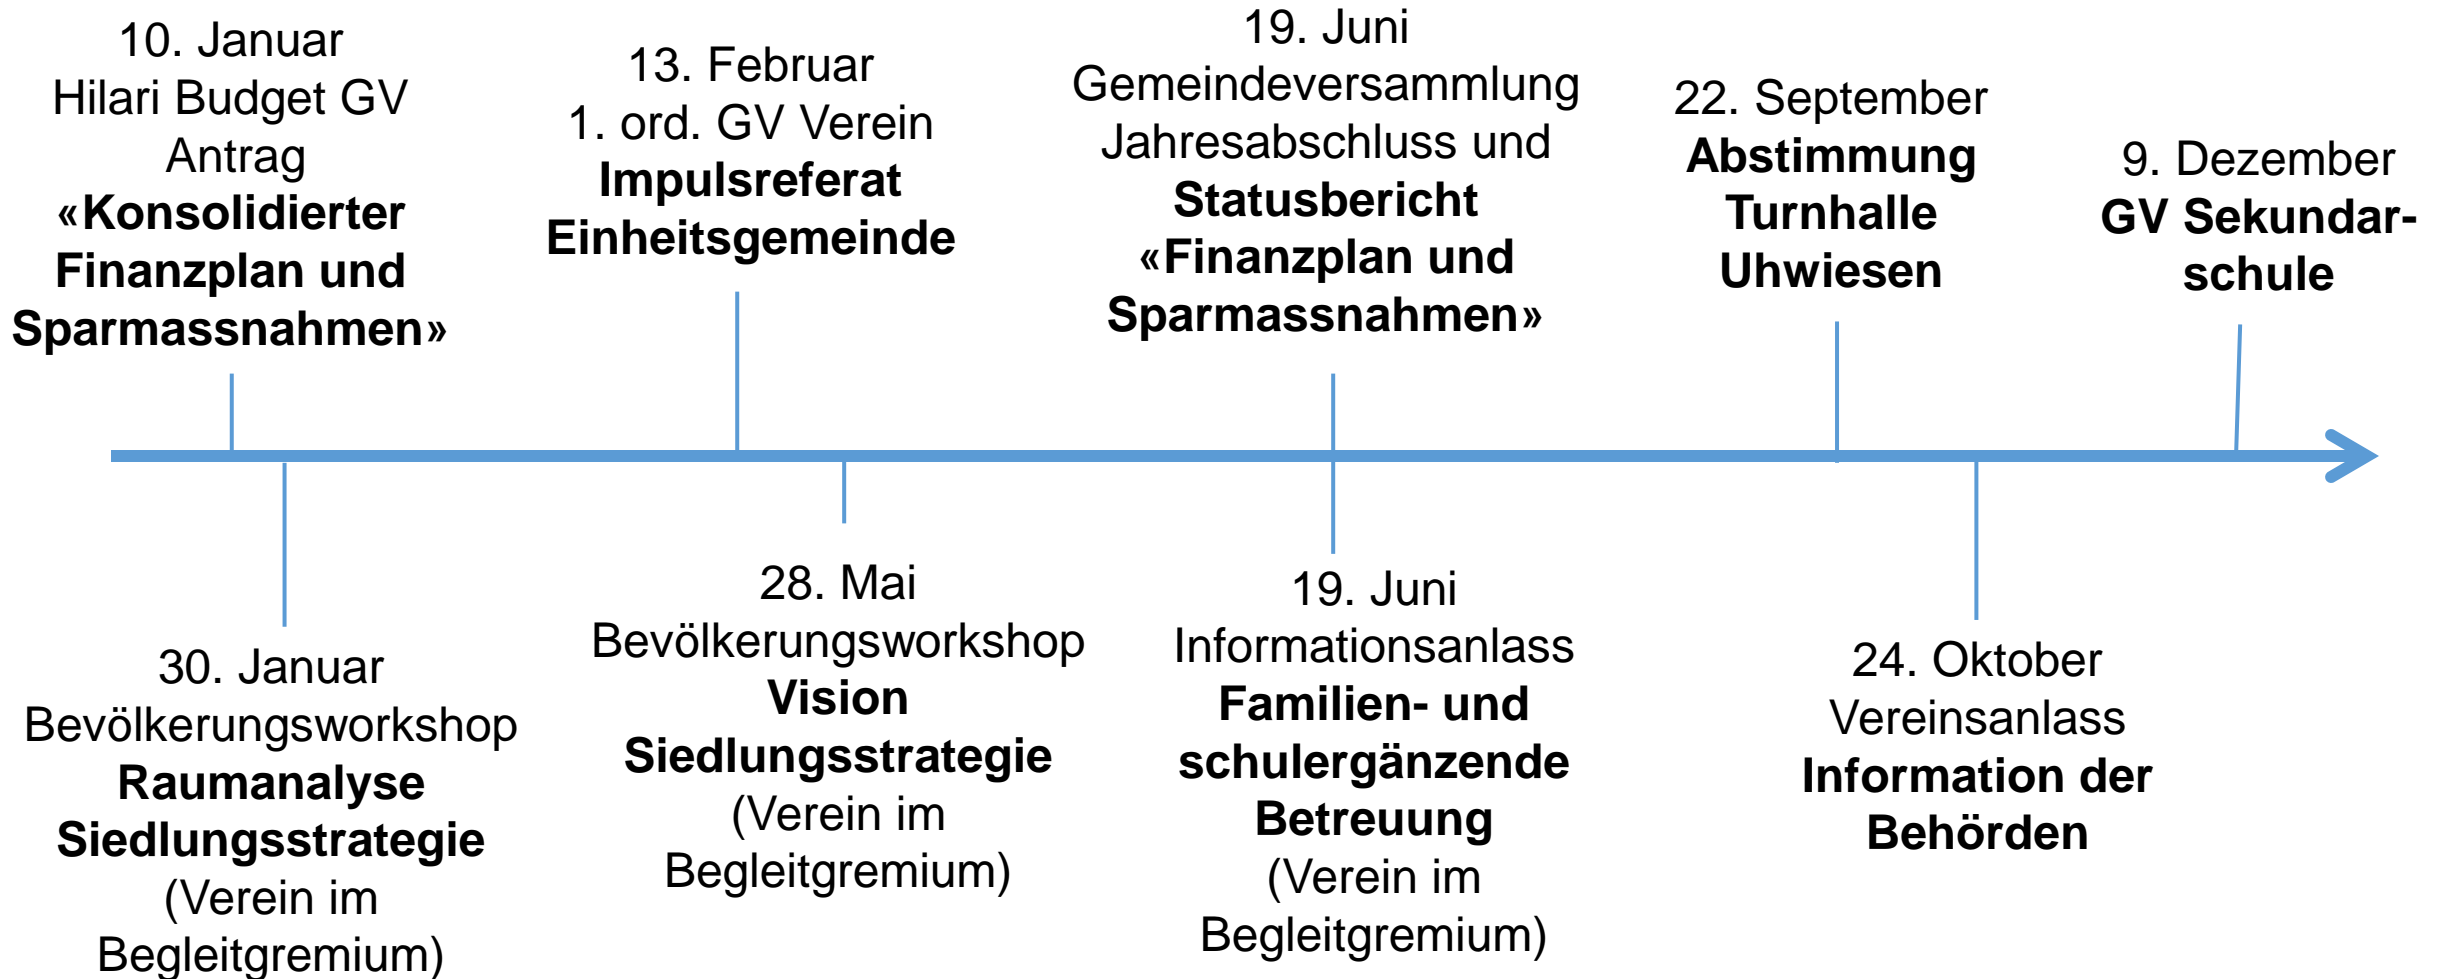 10. Januar
Hilari Budget GV
Antrag
«Konsolidierter
Finanzplan und
Sparmassnahmen»
13. Februar
1. ord. GV Verein
Impulsreferat
Einheitsgemeinde
19. Juni
Gemeindeversammlung
Jahresabschluss und
Statusbericht
«Finanzplan und
Sparmassnahmen»
22. September
Abstimmung
Turnhalle
Uhwiesen
9. Dezember
GV Sekundar-
schule
30. Januar
Bevölkerungsworkshop
Raumanalyse
Siedlungsstrategie
(Verein im
Begleitgremium)
28. Mai
Bevölkerungsworkshop
Vision
Siedlungsstrategie
(Verein im
Begleitgremium)
19. Juni
Informationsanlass
Familien- und
schulergänzende
Betreuung
(Verein im
Begleitgremium)
24. Oktober
Vereinsanlass
Information der
Behörden